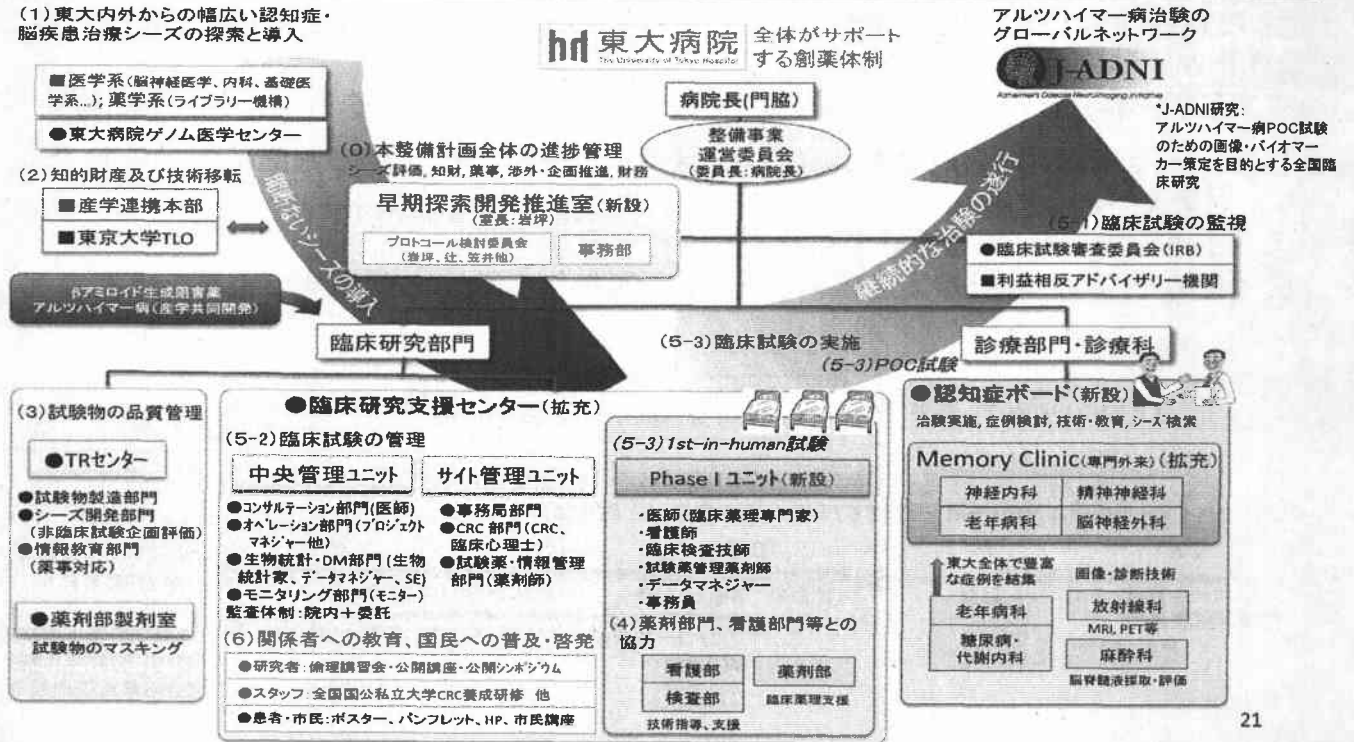 (1)東大内外からの幅広い認知症・
脳疾患治療シーズの探索と導入
■医学系(脳神経医学、内科、基礎医
学系...);薬学系(ライブラリー機構)
●東大病院ゲノム医学センター
(2)知的財産及び技術移転
■産学連携本部
■東京大学TLO
βアミロイド生成阻害薬
アルツハイマー病(産学共同開発)
東大病院
The University of Tokyo Hospital
全体がサポート
する創薬体制
病院長(門脇)
整備事業
運営委員会
(委員長:病院長)
(0)本整備計画全体の進捗管理
シーズ評価, 知財, 薬事, 渉外・企画推進, 財務
早期探索開発推進室(新設)
(室長:岩坪)
プロトコール検討委員会
(岩坪、辻、笠井他)
事務部
間断ないシーズの導入
継続的な治験の遂行
アルツハイマー病治験の
グローバルネットワーク
J-ADNI
*J-ADNI研究:
アルツハイマー病POC試験
のための画像・バイオマー
カー策定を目的とする全国臨
床研究
(5-1)臨床試験の監視
●臨床試験審査委員会(IRB)
■利益相反アドバイザリー機関
臨床研究部門
(5-3)臨床試験の実施
(5-3)POC試験
診療部門・診療科
(3)試験物の品質管理
●TRセンター
●試験物製造部門
●シーズ開発部門
(非臨床試験企画評価)
●情報教育部門
(薬事対応)
●薬剤部製剤室
試験物のマスキング
●臨床研究支援センター(拡充)
(5-2)臨床試験の管理
中央管理ユニット
●コンサルテーション部門(医師)
●オペレーション部門(プロジェクト
マネジャー他)
●生物統計・DM部門(生物
統計家、データマネジャー、SE)
●モニタリング部門(モニター)
監査体制:院内+委託
サイト管理ユニット
●事務局部門
●CRC部門(CRC、
臨床心理士)
●試験薬・情報管理
部門(薬剤師)
(6)関係者への教育、国民への普及・啓発
●研究者:倫理講習会・公開講座・公開シンポジウム
●スタッフ:全国国公私立大学CRC養成研修 他
●患者・市民:ポスター、パンフレット、HP、市民講座
(5-3)1st-in-human試験
Phase I ユニット(新設)
・医師(臨床薬理専門家)
・看護師
・臨床検査技師
・試験薬管理薬剤師
・データマネジャー
・事務員
(4)薬剤部門、看護部門等との
協力
看護部
検査部
技術指導、支援
薬剤部
臨床薬理支援
●認知症ボード(新設)
治験実施, 症例検討, 技術・教育, シーズ検索
Memory Clinic(専門外来)(拡充)
神経内科
精神神経科
老年病科
脳神経外科
東大全体で豊富
な症例を結集
老年病科
糖尿病・
代謝内科
画像・診断技術
放射線科
MRI, PET等
麻酔科
脳脊髄液採取・評価
21